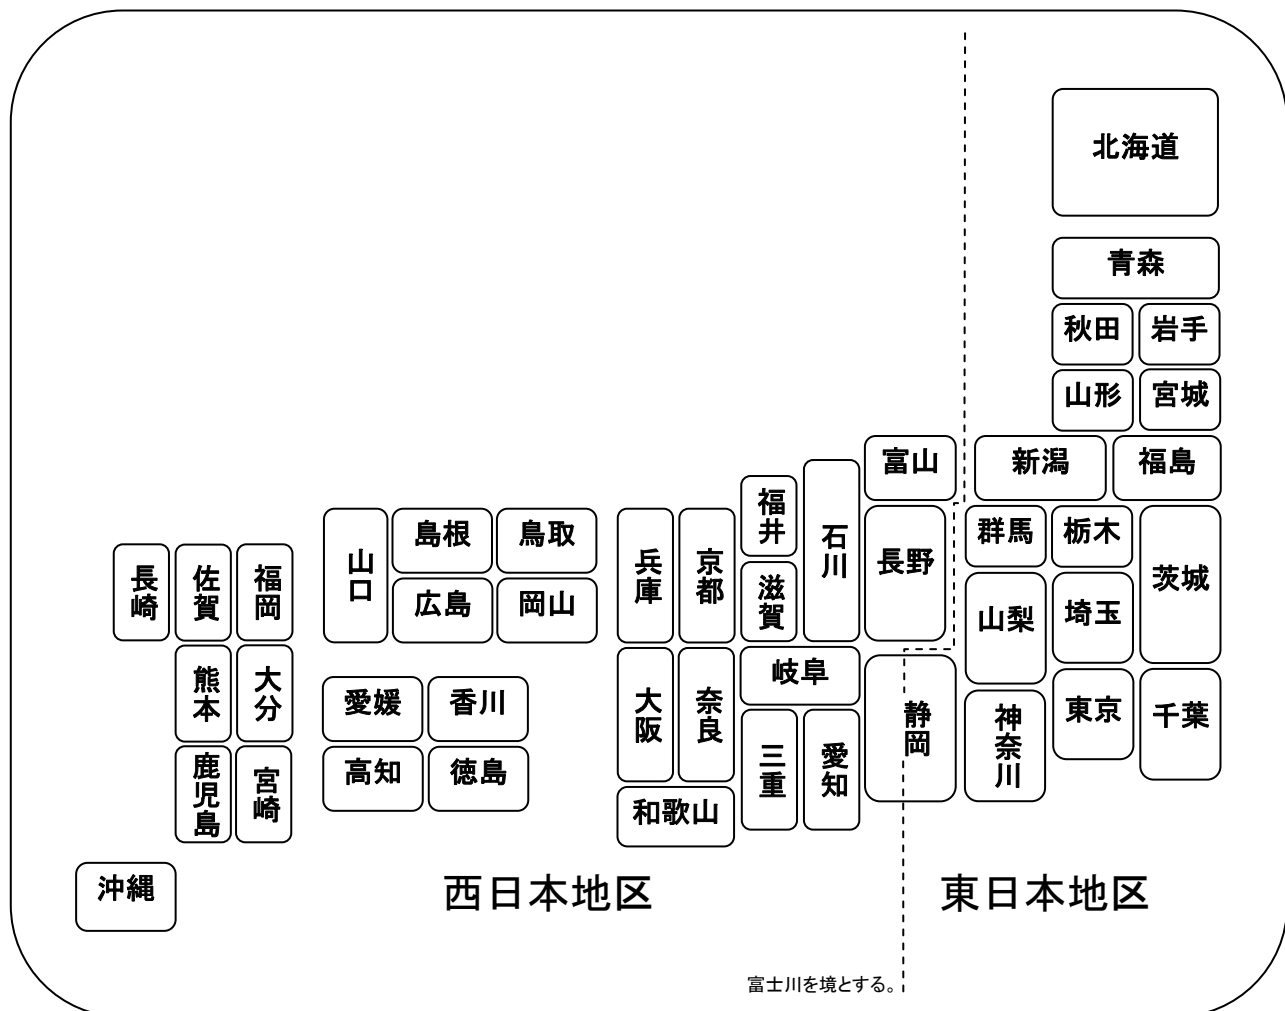 北海道
青森
秋田
岩手
山形
宮城
富山
新潟
福島
福井
石川
長野
群馬
栃木
茨城
長崎
佐賀
福岡
山口
島根
鳥取
広島
岡山
兵庫
京都
滋賀
山梨
埼玉
熊本
大分
愛媛
香川
大阪
奈良
岐阜
静岡
神奈川
東京
千葉
鹿児島
宮崎
高知
徳島
和歌山
三重
愛知
沖縄
西日本地区
東日本地区
富士川を境とする。